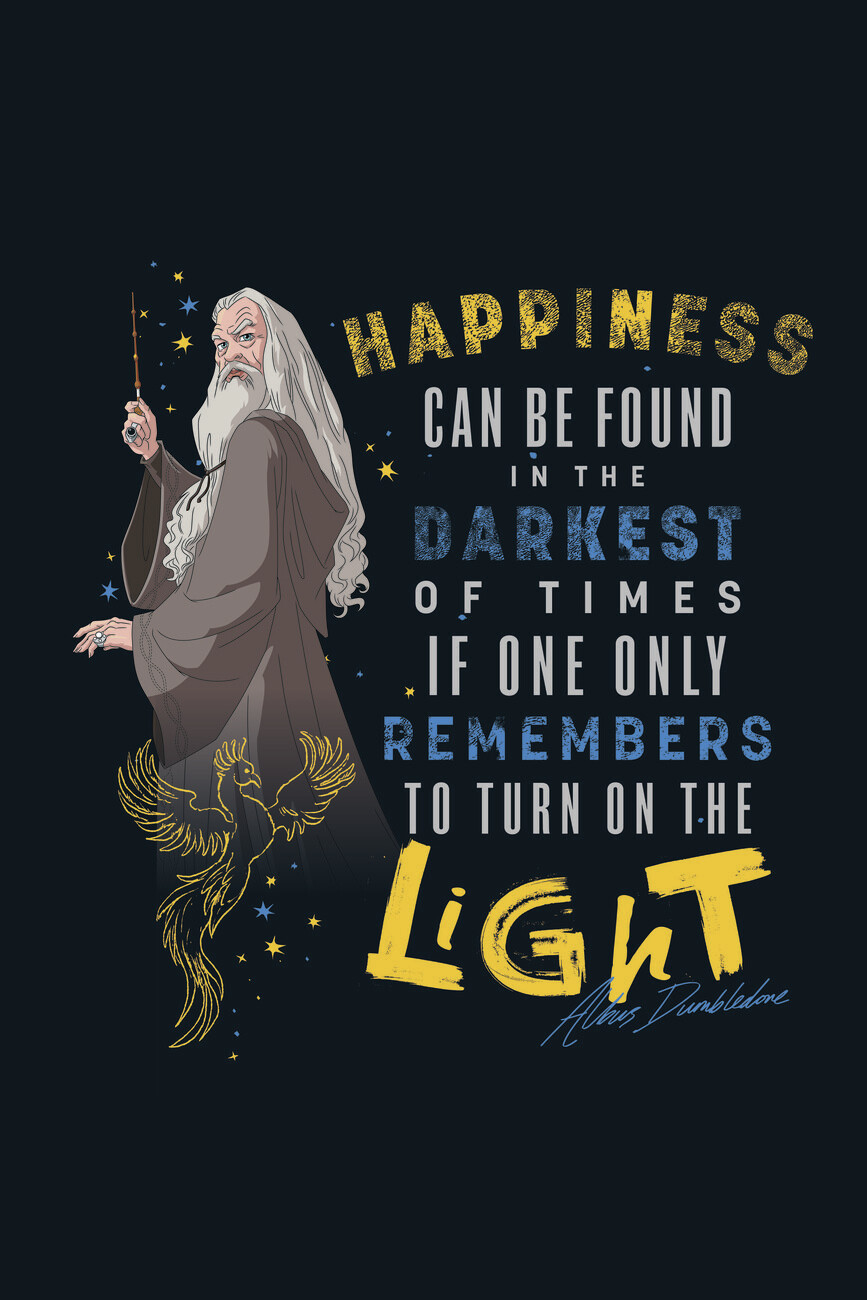 HAPPINESS
CAN BE FOUND
IN THE
DARKEST
OF TIMES
IF ONE ONLY
REMEMBERS
TO TURN ON THE
LiGhT
Albus Dumbledore